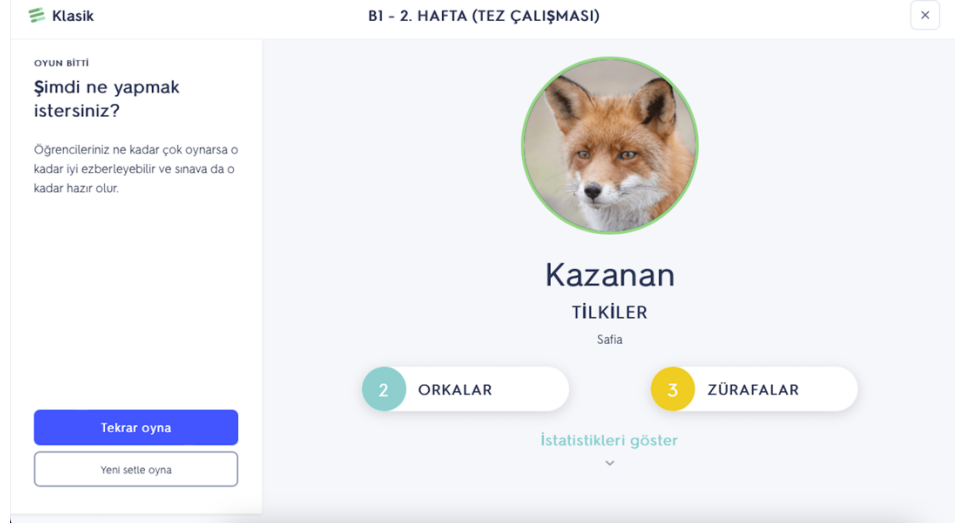 Klasik
B1 - 2. HAFTA (TEZ ÇALIŞMASI)
OYUN BİTTİ
Şimdi ne yapmak
istersiniz?
Öğrencileriniz ne kadar çok oynarsa o
kadar iyi ezberleyebilir ve sınava da o
kadar hazır olur.
Tekrar oyna
Yeni setle oyna
Kazanan
TİLKİLER
Safia
2 ORKALAR
3 ZÜRAFALAR
İstatistikleri göster